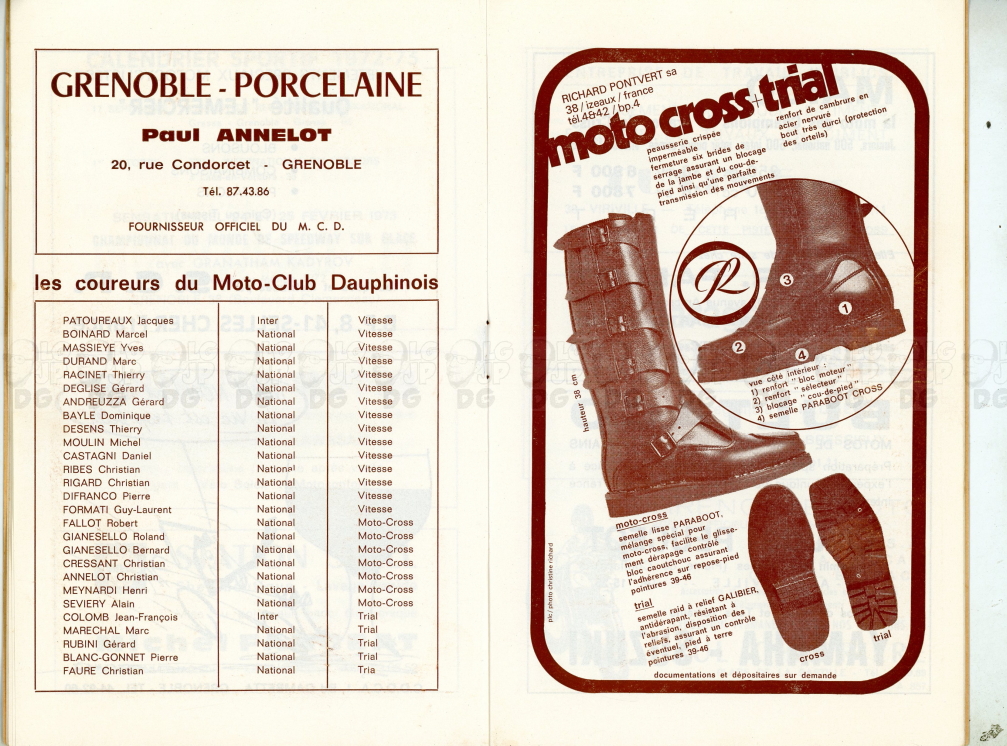 GRENOBLE - PORCELAINE
Paul ANNELOT
20, rue Condorcet - GRENOBLE
Tél. 87.43.86
FOURNISSEUR OFFICIEL DU M. C. D.
les coureurs du Moto-Club Dauphinois
PATOUREAUX Jacques Inter Vitesse
BOINARD Marcel National Vitesse
MASSIEYE Yves National Vitesse
DURAND Marc National Vitesse
RACINET Thierry National Vitesse
DEGLISE Gérard National Vitesse
ANDREUZZA Gérard National Vitesse
BAYLE Dominique National Vitesse
DESENS Thierry National Vitesse
MOULIN Michel National Vitesse
CASTAGNI Daniel National Vitesse
RIBES Christian National Vitesse
RIGARD Christian National Vitesse
DIFRANCO Pierre National Vitesse
FORMATI Guy-Laurent National Vitesse
FALLOT Robert National Moto-Cross
GIANESELLO Roland National Moto-Cross
GIANESELLO Bernard National Moto-Cross
CRESSANT Christian National Moto-Cross
ANNELOT Christian National Moto-Cross
MEYNARDI Henri National Moto-Cross
SEVIERY Alain National Moto-Cross
COLOMB Jean-François Inter Trial
MARECHAL Marc National Trial
RUBINI Gérard National Trial
BLANC-GONNET Pierre National Trial
FAURE Christian National Tria
RICHARD PONTVERT sa
38 / izeaux / france
tél.4&42 / bp.4
moto cross+trial
peausserie crispée
imperméable
fermeture six brides de
serrage assurant un blocage
de la jambe et du cou-de-
pied ainsi qu'une parfaite
transmission des mouvements
renfort de cambrure en
acier nervuré
bout très durci (protection
des orteils)
R
3
1
2
4
vue côté interieur :
1) renfort " bloc moteur "
2) renfort " sélecteur "
3) blocage " cou-de-pied "
4) semelle PARABOOT CROSS
hauteur 36 cm
moto-cross
semelle lisse PARABOOT,
mélange spécial pour
moto-cross, facilite le glisse-
ment dérapage contrôlé
bloc caoutchouc assurant
l'adhérence sur repose-pied
pointures 39-46
trial
semelle raid à relief GALIBIER,
antidérapant, résistant à
l'abrasion, disposition des
reliefs, assurant un contrôle
éventuel, pied à terre
pointures 39-46
pic / photo christine richard
cross
trial
documentations et dépositaires sur demande